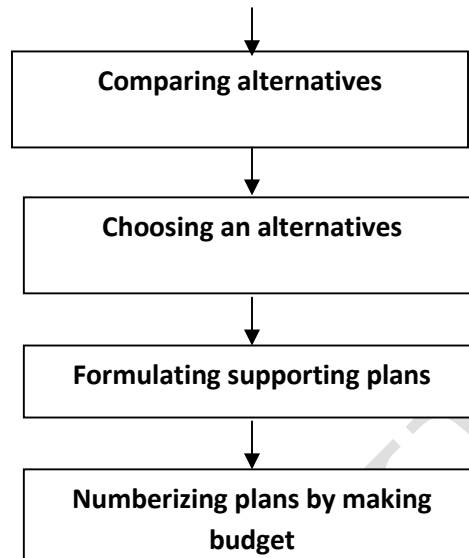 Comparing alternatives
Choosing an alternatives
Formulating supporting plans
Numberizing plans by making
budget